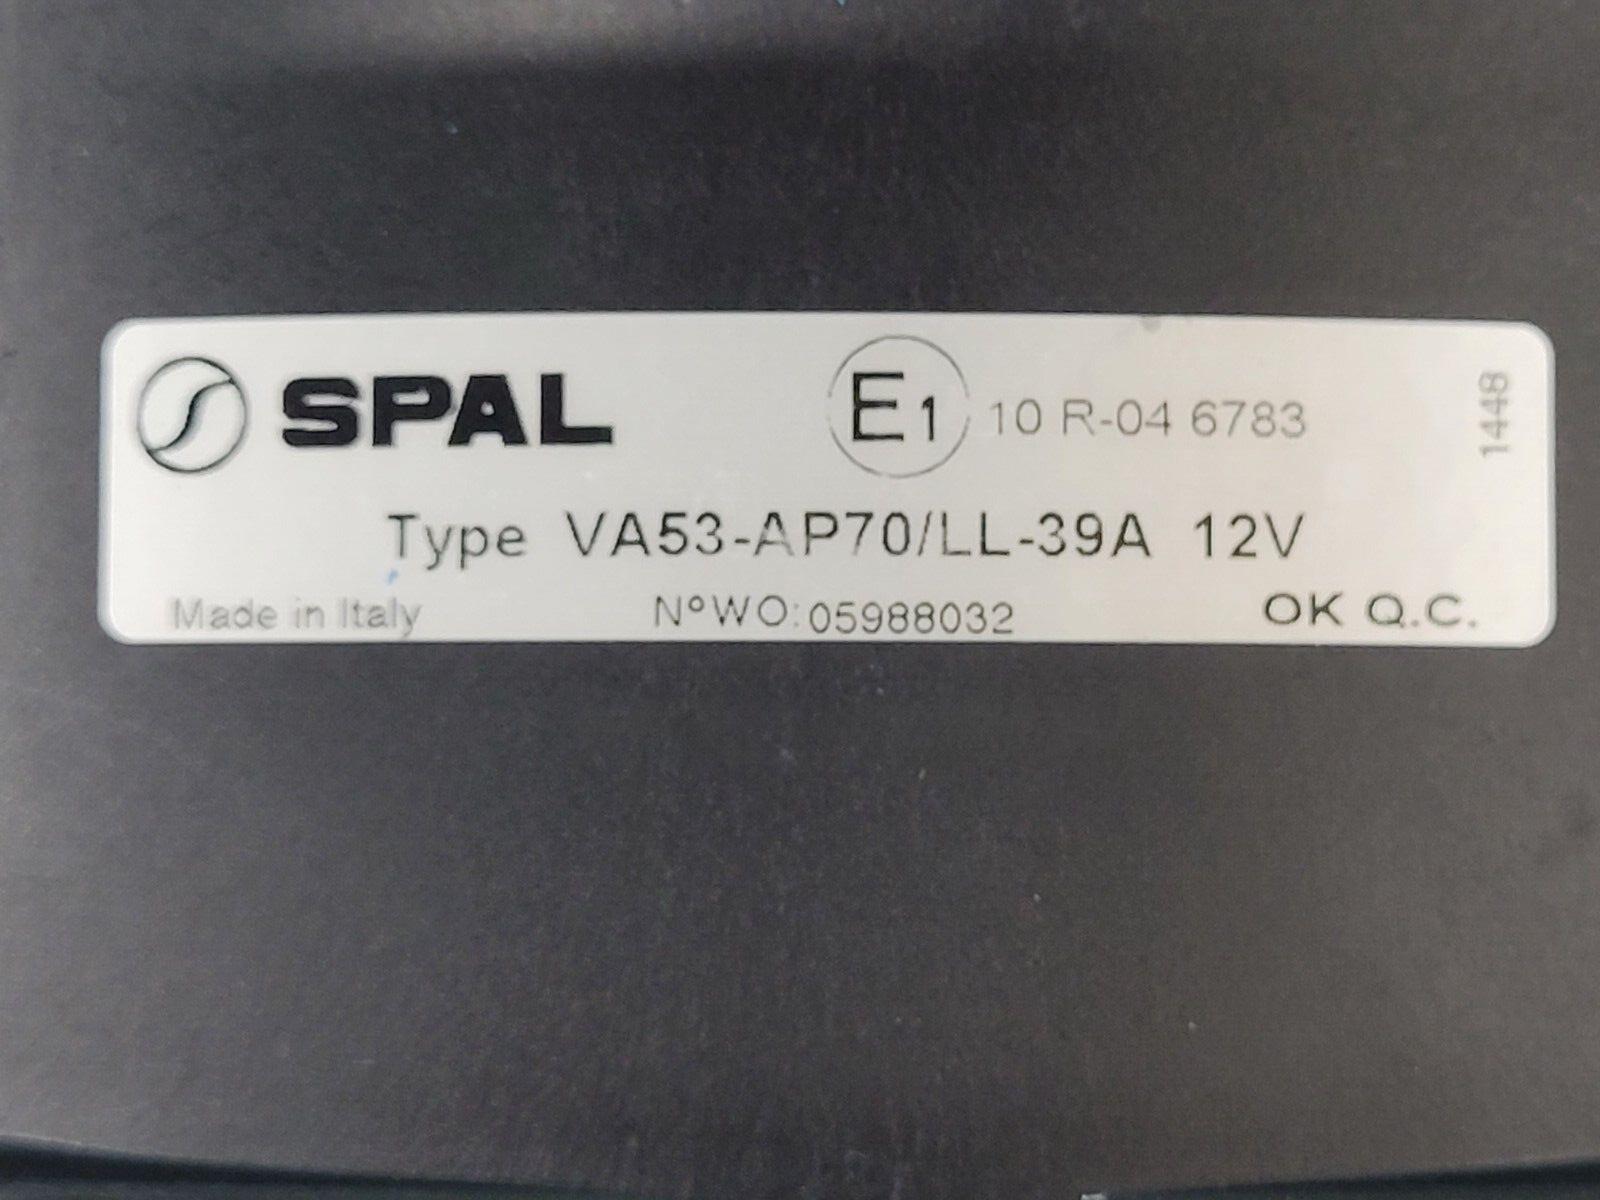 SPAL E1 10 R-04 6783 1448
Type VA53-AP70/LL-39A 12V
Made in Italy N°WO: 05988032 OK Q.C.